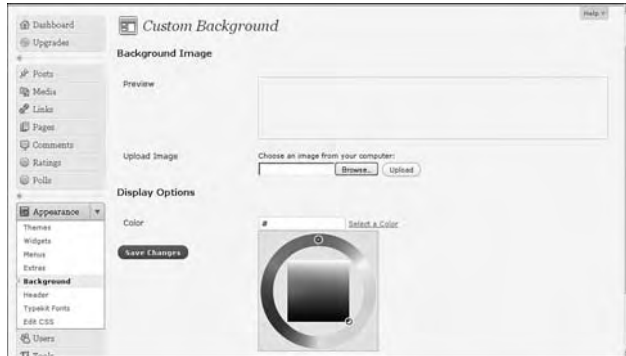 Help
Dashboard
Upgrades
Posts
Media
Links
Pages
Comments
Ratings
Polls
Appearance
Themes
Widgets
Menus
Extras
Background
Header
Typekit Fonts
Edit CSS
Users
Tools
Custom Background
Background Image
Preview
Upload Image
Choose an image from your computer:
Browse... Upload
Display Options
Color
# Select a Color
Save Changes